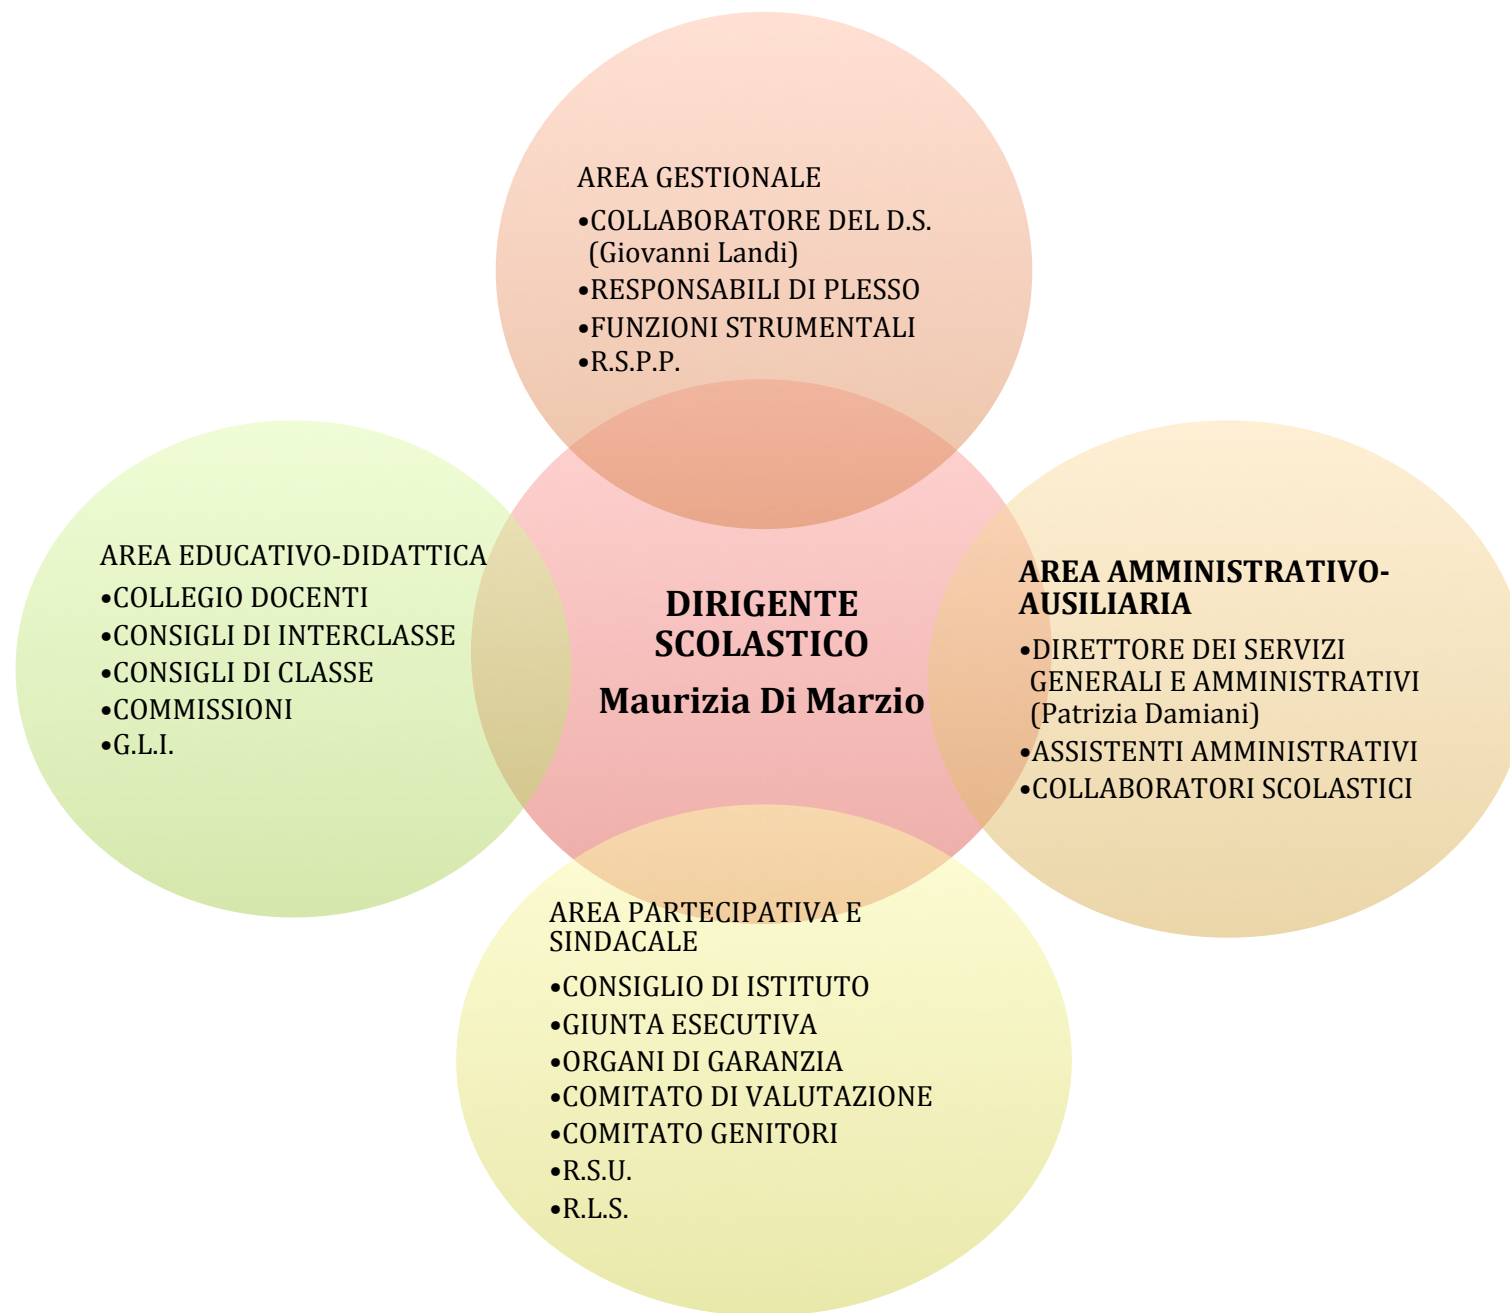 AREA GESTIONALE
•COLLABORATORE DEL D.S.
(Giovanni Landi)
•RESPONSABILI DI PLESSO
•FUNZIONI STRUMENTALI
•R.S.P.P.
AREA EDUCATIVO-DIDATTICA
•COLLEGIO DOCENTI
•CONSIGLI DI INTERCLASSE
•CONSIGLI DI CLASSE
•COMMISSIONI
•G.L.I.
DIRIGENTE
SCOLASTICO
Maurizia Di Marzio
AREA AMMINISTRATIVO-
AUSILIARIA
•DIRETTORE DEI SERVIZI
GENERALI E AMMINISTRATIVI
(Patrizia Damiani)
•ASSISTENTI AMMINISTRATIVI
•COLLABORATORI SCOLASTICI
AREA PARTECIPATIVA E
SINDACALE
•CONSIGLIO DI ISTITUTO
•GIUNTA ESECUTIVA
•ORGANI DI GARANZIA
•COMITATO DI VALUTAZIONE
•COMITATO GENITORI
•R.S.U.
•R.L.S.